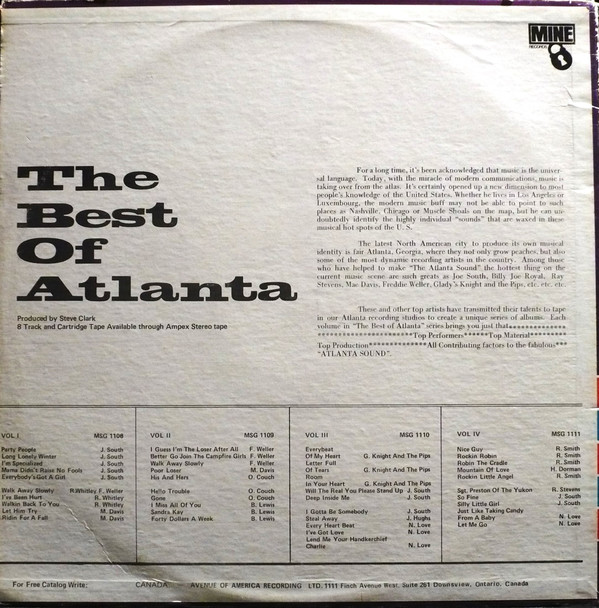 MINE
RECORDS
The
Best
Of
Atlanta
Produced by Steve Clark
8 Track and Cartridge Tape Available through Ampex Stereo tape
For a long time, it's been acknowledged that music is the univer-
sal language. Today, with the miracle of modern communications, music is
taking over from the atlas. It's certainly opened up a new dimension to most
people's knowledge of the United States. Whether he lives in Los Angeles or
Luxembourg, the modern music buff may not be able to point to such
places as Nashville, Chicago or Muscle Shoals on the map, but he can un-
doubtedly identify the highly individual "sounds" that are waxed in these
musical hot spots of the U. S.
The latest North American city to produce its own musical
identity is fair Atlanta, Georgia, where they not only grow peaches, but also
some of the most dynamic recording artists in the country. Among those
who have helped to make "The Atlanta Sound", the hottest thing on the
current music scene are such greats as Joe South, Billy Joe Royal, Ray
Stevens, Mac Davis, Freddie Weller, Glady's Knight and the Pips, etc. etc. etc.
These and other top artists have transmitted their talents to tape
in our Atlanta recording studios to create a unique series of albums. Each
volume in "The Best of Atlanta" series brings you just that**************
***********************Top Performers******Top Material*********
Top Production**************All Contributing factors to the fabulous***
"ATLANTA SOUND".
VOL I MSG 1108
Party People J. South
Long Lonely Winter J. South
I'm Specialized J. South
Mama Didn't Raise No Fools J. South
Everybody's Got A Girl J. South
Walk Away Slowly R.Whitley, F. Weller
I've Been Hurt R. Whitley
Walkin Back To You R. Whitley
Let Him Try M. Davis
Ridin For A Fall M. Davis
VOL II MSG 1109
I Guess I'm The Loser After All F. Weller
Better Go Join The Campfire Girls F. Weller
Walk Away Slowly F. Weller
Poor Loser M. Davis
His And Hers O. Couch
Hello Trouble O. Couch
Gone O. Couch
I Miss All Of You B. Lewis
Sandra Kay B. Lewis
Forty Dollars A Week B. Lewis
VOL III MSG 1110
Everybeat
Of My Heart G. Knight And The Pips
Letter Full
Of Tears G. Knight And The Pips
Room
In Your Heart G. Knight And The Pips
Will The Real You Please Stand Up J. South
Deep Inside Me J. South
I Gotta Be Somebody J. South
Steal Away J. Hughs
Every Heart Beat N. Love
I've Got Love N. Love
Lend Me Your Handkerchief
Charlie N. Love
VOL IV MSG 1111
Nice Guy R. Smith
Rockin Robin R. Smith
Robin The Cradle R. Smith
Mountain Of Love H. Dorman
Rockin Little Angel R. Smith
Sgt. Preston Of The Yukon R. Stevens
So Fine J. South
Silly Little Girl J. South
Just Like Taking Candy
From A Baby N. Love
Let Me Go N. Love
For Free Catalog Write: CANADA — AVENUE OF AMERICA RECORDING LTD. 1111 Finch Avenue West, Suite 261 Downsview, Ontario, Canada